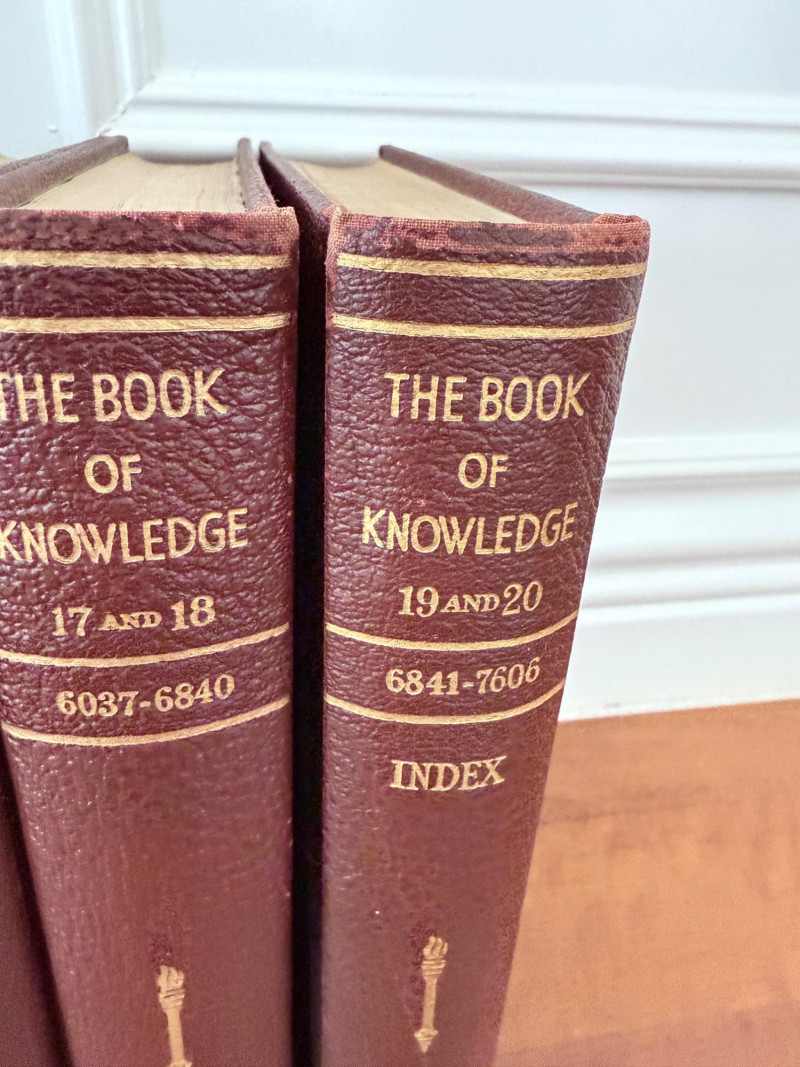 THE BOOK
OF
KNOWLEDGE
17 AND 18
6037-6840
THE BOOK
OF
KNOWLEDGE
19 AND 20
6841-7606
INDEX